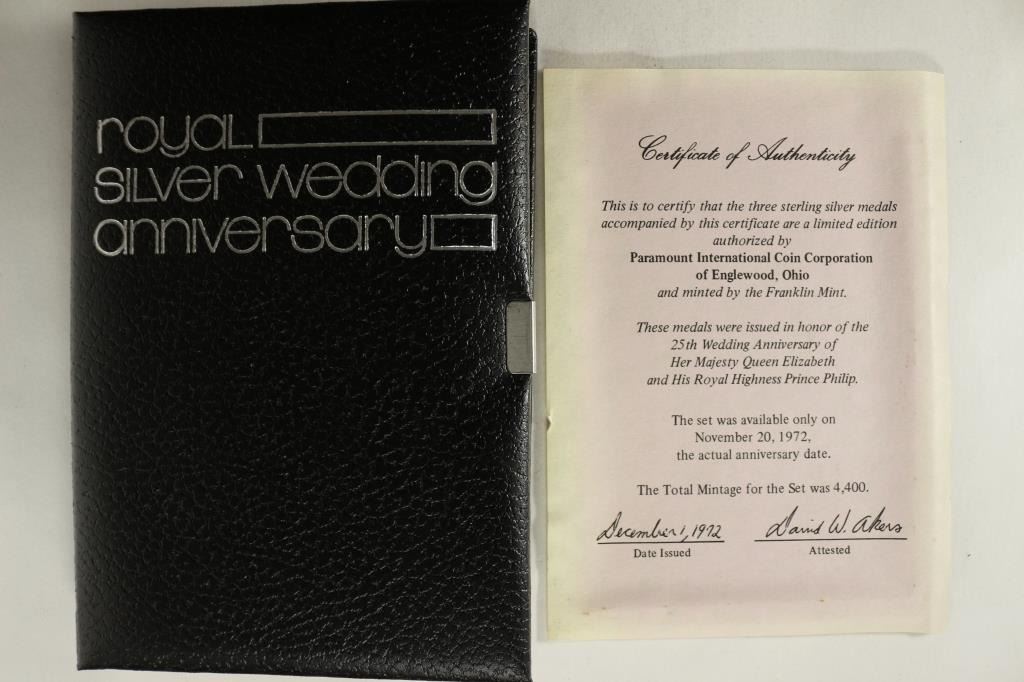 royal
silver wedding
anniversary
Certificate of Authenticity
This is to certify that the three sterling silver medals
accompanied by this certificate are a limited edition
authorized by
Paramount International Coin Corporation
of Englewood, Ohio
and minted by the Franklin Mint.
These medals were issued in honor of the
25th Wedding Anniversary of
Her Majesty Queen Elizabeth
and His Royal Highness Prince Philip.
The set was available only on
November 20, 1972,
the actual anniversary date.
The Total Mintage for the Set was 4,400.
December 1, 1972 David W. Akers
Date Issued Attested